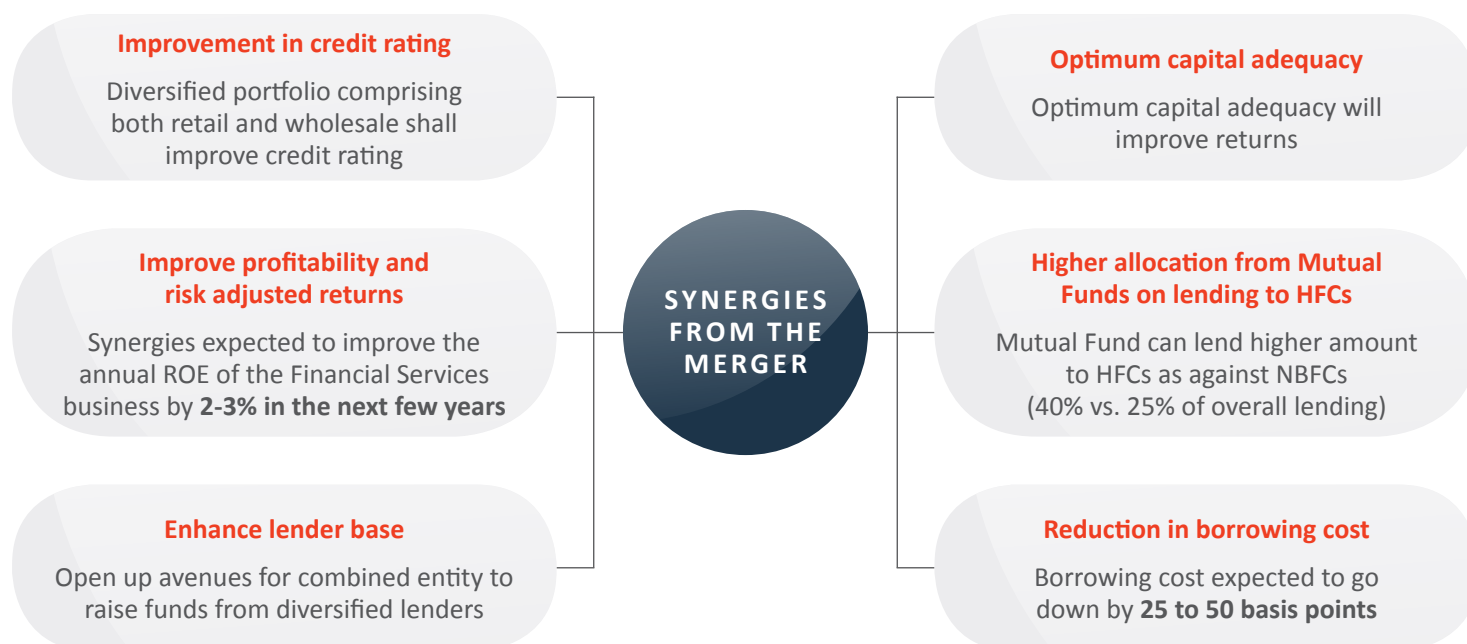 Improvement in credit rating
Diversified portfolio comprising
both retail and wholesale shall
improve credit rating
Improve profitability and
risk adjusted returns
Synergies expected to improve the
annual ROE of the Financial Services
business by 2-3% in the next few years
Enhance lender base
Open up avenues for combined entity to
raise funds from diversified lenders
SYNERGIES
FROM THE
MERGER
Optimum capital adequacy
Optimum capital adequacy will
improve returns
Higher allocation from Mutual
Funds on lending to HFCs
Mutual Fund can lend higher amount
to HFCs as against NBFCs
(40% vs. 25% of overall lending)
Reduction in borrowing cost
Borrowing cost expected to go
down by 25 to 50 basis points